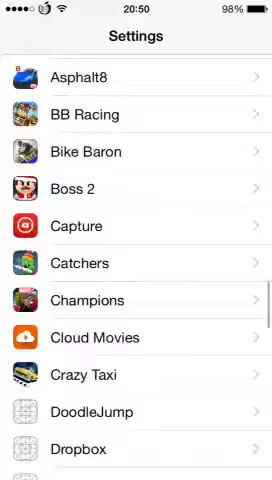 20:50
98%
Settings
Asphalt8
BB Racing
Bike Baron
Boss 2
Capture
Catchers
Champions
Cloud Movies
Crazy Taxi
DoodleJump
Dropbox